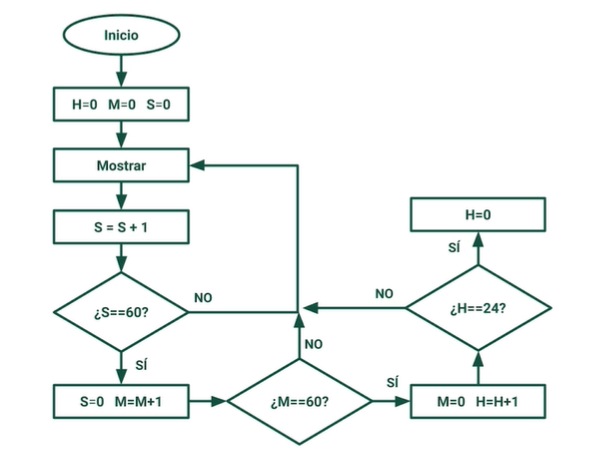 Inicio
H=0 M=0 S=0
Mostrar
S = S + 1
¿S==60?
NO
SÍ
S=0 M=M+1
¿M==60?
NO
SÍ
M=0 H=H+1
¿H==24?
NO
SÍ
H=0